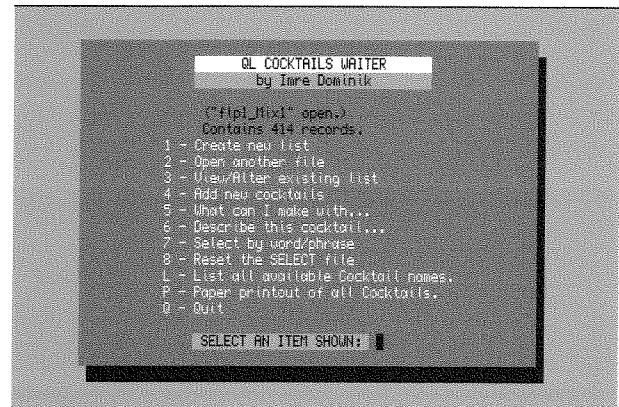 QL COCKTAILS WAITER
by Imre Dominik
("flp1_Mix1" open.)
Contains 414 records.
1 - Create new list
2 - Open another file
3 - View/Alter existing list
4 - Add new cocktails
5 - What can I make with...
6 - Describe this cocktail...
7 - Select by word/phrase
8 - Reset the SELECT file
L - List all available Cocktail names.
P - Paper printout of all Cocktails.
Q - Quit
SELECT AN ITEM SHOWN: